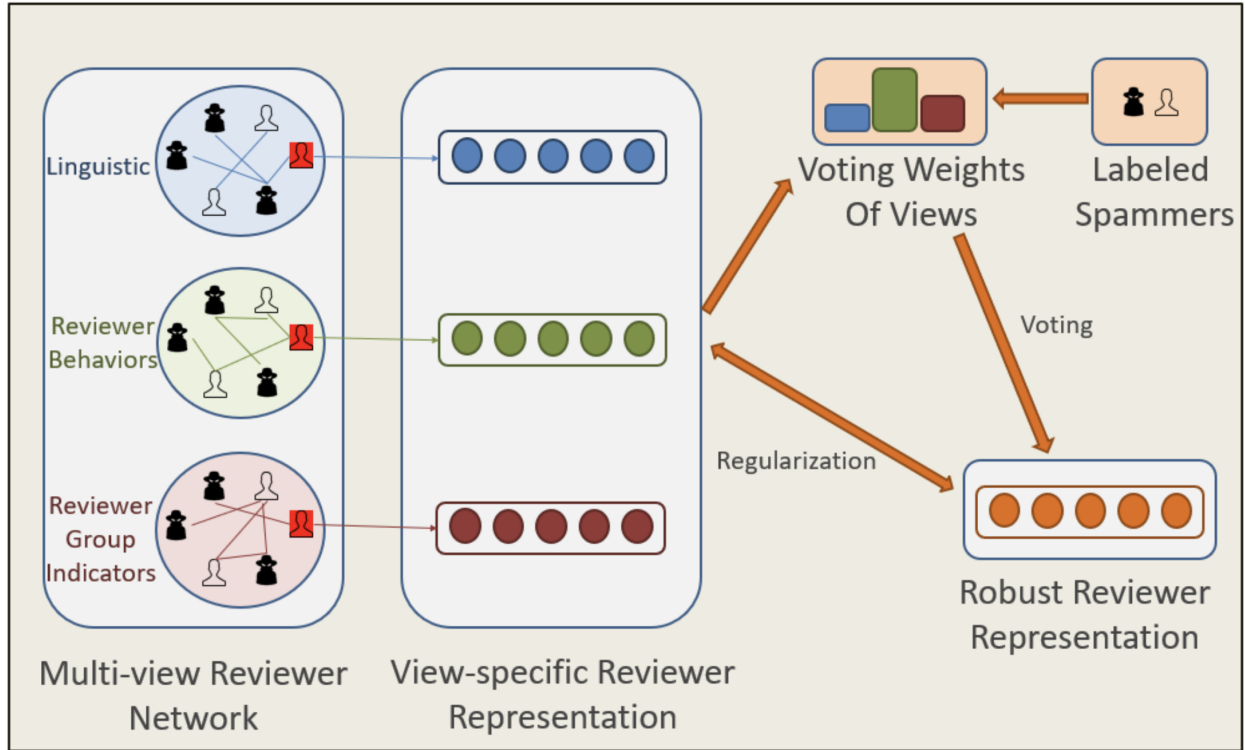 Linguistic
Reviewer
Behaviors
Reviewer
Group
Indicators
Multi-view Reviewer
Network
View-specific Reviewer
Representation
Voting Weights
Of Views
Labeled
Spammers
Voting
Regularization
Robust Reviewer
Representation